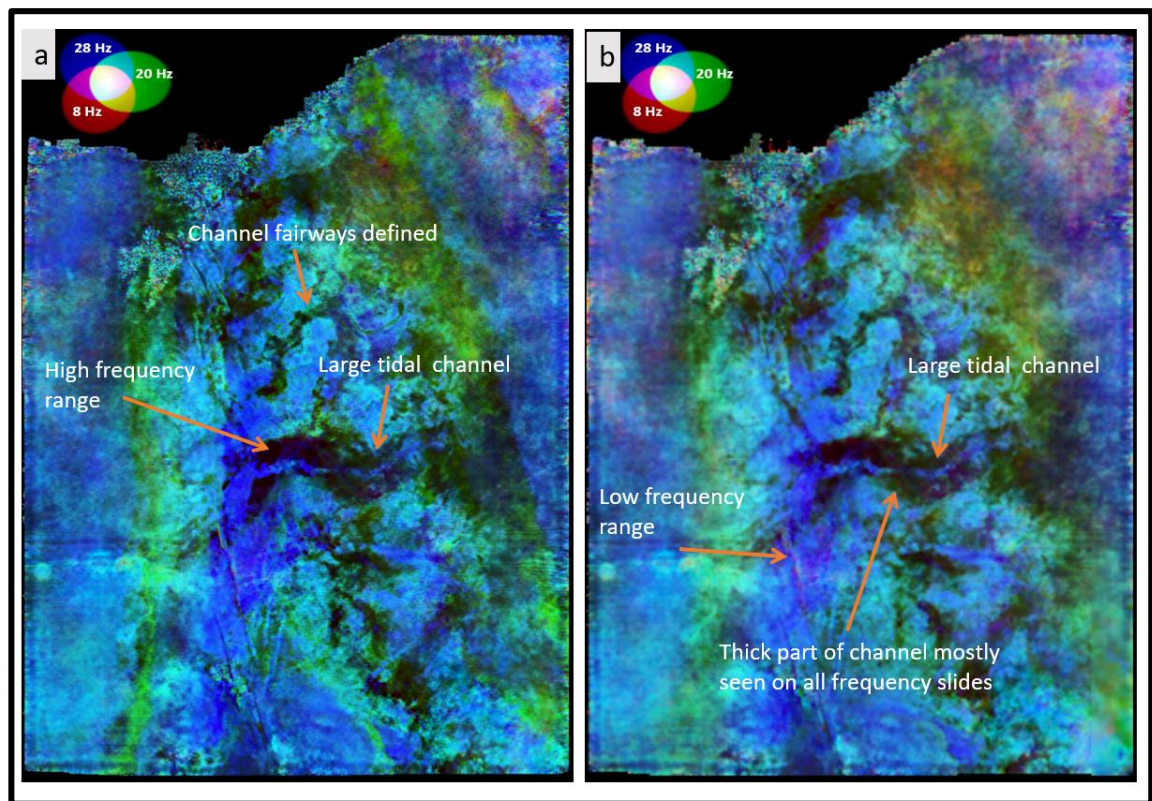 a
28 Hz
20 Hz
8 Hz
Channel fairways defined
High frequency
range
Large tidal channel
b
28 Hz
20 Hz
8 Hz
Large tidal channel
Low frequency
range
Thick part of channel mostly
seen on all frequency slides